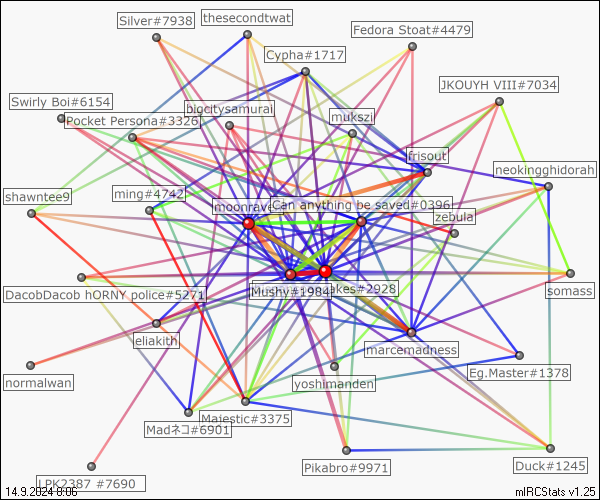 Silver#7938
thesecondtwat
Fedora Stoat#4479
Cypha#1717
JKOUYH VIII#7034
Swirly Boi#6154
bigcitysamurai
Pocket Persona#3326
mukszi
frisout
neokingghidorah
shawntee9
ming#4742
moonrave
Can anything be saved#0396
zebula
DacobDacob hORNY police#5271
Mushy#1984
akes#2928
somass
eliakith
marcemadness
normalwan
yoshimanden
Eg.Master#1378
Majestic#3375
Madネコ#6901
Pikabro#9971
Duck#1245
LPK2387 #7690
14.9.2024 8:06
mIRCStats v1.25